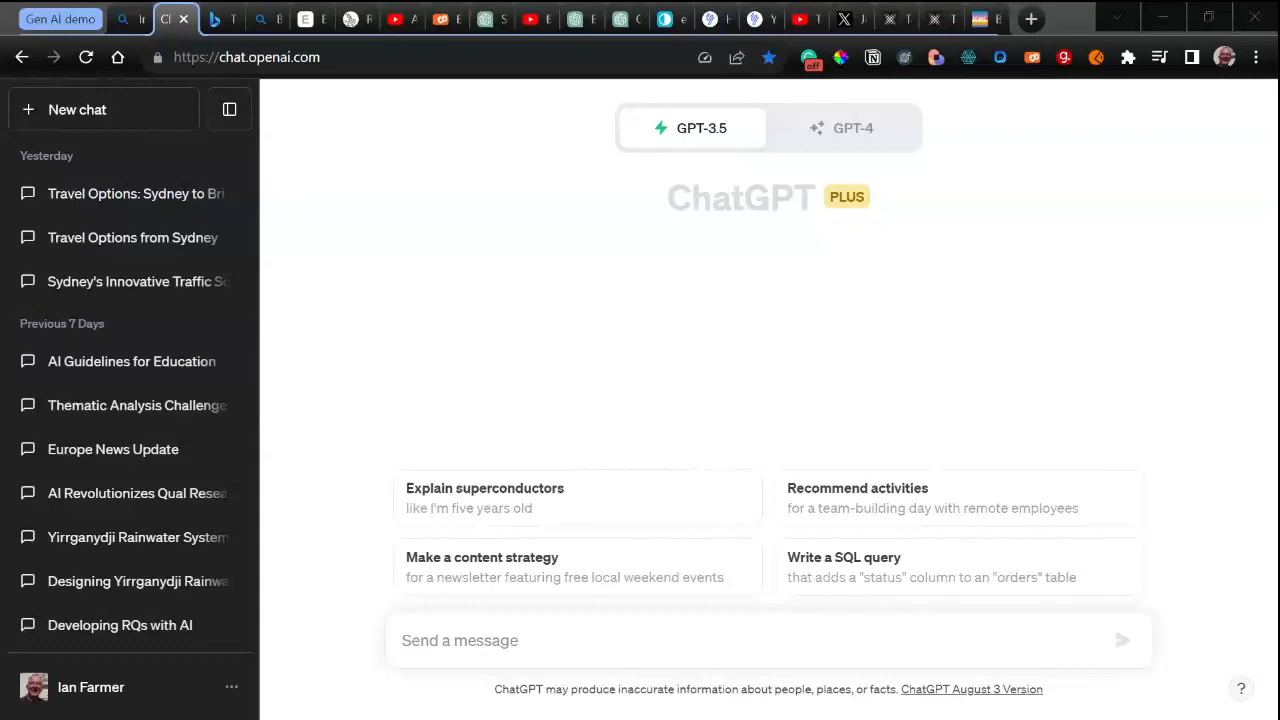 Gen AI demo
https://chat.openai.com
off
New chat
Yesterday
Travel Options: Sydney to Bri
Travel Options from Sydney
Sydney's Innovative Traffic Sc
Previous 7 Days
AI Guidelines for Education
Thematic Analysis Challenge
Europe News Update
AI Revolutionizes Qual Resea
Yirrganydji Rainwater System
Designing Yirrganydji Rainwa
Developing RQs with AI
Ian Farmer
GPT-3.5
GPT-4
ChatGPT PLUS
Explain superconductors
like I'm five years old
Recommend activities
for a team-building day with remote employees
Make a content strategy
for a newsletter featuring free local weekend events
Write a SQL query
that adds a "status" column to an "orders" table
Send a message
ChatGPT may produce inaccurate information about people, places, or facts. ChatGPT August 3 Version
?